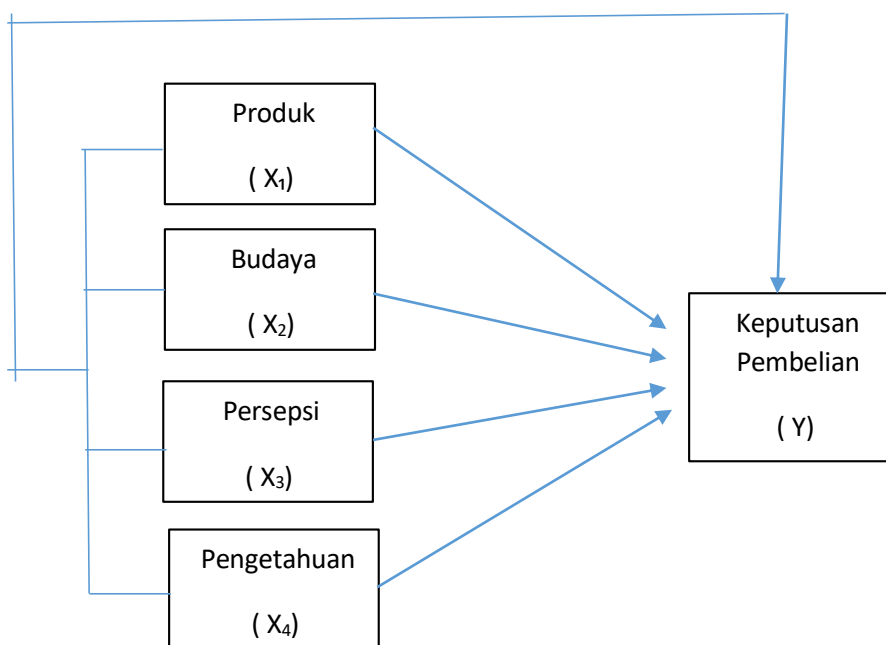 Produk
( X₁)
Budaya
( X₂)
Persepsi
( X₃)
Pengetahuan
( X₄)
Keputusan
Pembelian
( Y)